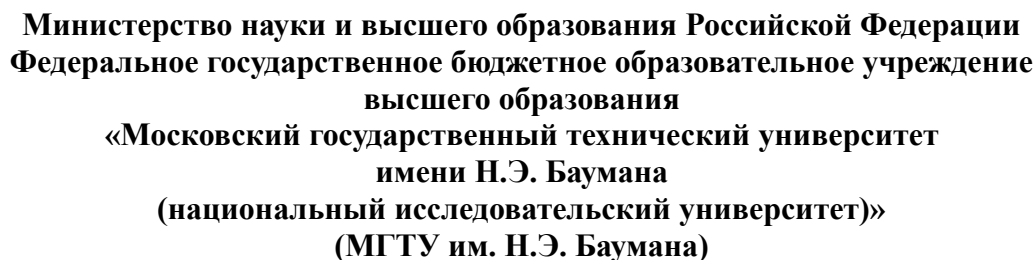 Министерство науки и высшего образования Российской Федерации
Федеральное государственное бюджетное образовательное учреждение
высшего образования
«Московский государственный технический университет
имени Н.Э. Баумана
(национальный исследовательский университет)»
(МГТУ им. Н.Э. Баумана)